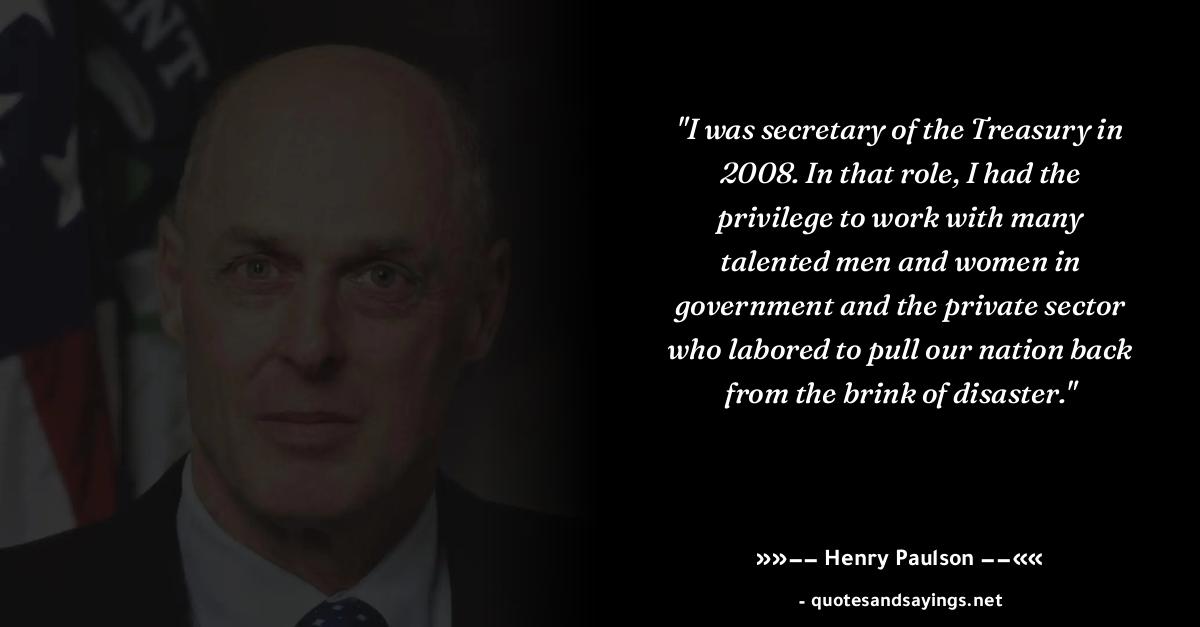 NT
"I was secretary of the Treasury in
2008. In that role, I had the
privilege to work with many
talented men and women in
government and the private sector
who labored to pull our nation back
from the brink of disaster."
»»–– Henry Paulson ––««
- quotesandsayings.net